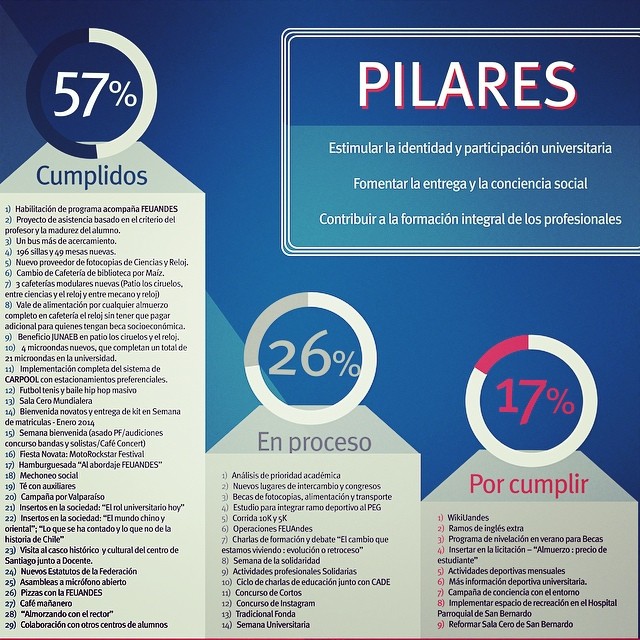 PILARES
Estimular la identidad y participación universitaria
Fomentar la entrega y la conciencia social
Contribuir a la formación integral de los profesionales
57%
Cumplidos
1) Habilitación de programa acompaña FEUANDES
2) Proyecto de asistencia basado en el criterio del
profesor y la madurez del alumno.
3) Un bus más de acercamiento.
4) 196 sillas y 49 mesas nuevas.
5) Nuevo proveedor de fotocopias de Ciencias y Reloj.
6) Cambio de Cafetería de biblioteca por Maíz.
7) 3 cafeterías modulares nuevas (Patio los ciruelos,
entre ciencias y el reloj y entre mecano y reloj)
8) Vale de alimentación por cualquier almuerzo
completo en cafetería el reloj sin tener que pagar
adicional para quienes tengan beca socioeconómica.
9) Beneficio JUNAEB en patio los ciruelos y el reloj.
10) 4 microondas nuevos, que completan un total de
21 microondas en la universidad.
11) Implementación completa del sistema de
CARPOOL con estacionamientos preferenciales.
12) Futbol tenis y baile hip hop masivo
13) Sala Cero Mundialera
14) Bienvenida novatos y entrega de kit en Semana
de matrículas - Enero 2014
15) Semana bienvenida (asado PF/audiciones
concurso bandas y solistas/Café Concert)
16) Fiesta Novata: MotoRockstar Festival
17) Hamburguesada "Al abordaje FEUANDES"
18) Mechoneo social
19) Té con auxiliares
20) Campaña por Valparaíso
21) Insertos en la sociedad: "El rol universitario hoy"
22) Insertos en la sociedad: "El mundo chino y
oriental"; "Lo que se ha contado y lo que no de la
historia de Chile"
23) Visita al casco histórico y cultural del centro de
Santiago junto a Docente.
24) Nuevos Estatutos de la Federación
25) Asambleas a micrófono abierto
26) Pizzas con la FEUANDES
27) Café mañanero
28) "Almorzando con el rector"
29) Colaboración con otros centros de alumnos
26%
En proceso
1) Análisis de prioridad académica
2) Nuevos lugares de intercambio y congresos
3) Becas de fotocopias, alimentación y transporte
4) Estudio para integrar ramo deportivo al PEG
5) Corrida 10K y 5K
6) Operaciones FEUAndes
7) Charlas de formación y debate "El cambio que
estamos viviendo : evolución o retroceso"
8) Semana de la solidaridad
9) Actividades profesionales Solidarias
10) Ciclo de charlas de educación junto con CADE
11) Concurso de Cortos
12) Concurso de Instagram
13) Tradicional Fonda
14) Semana Universitaria
17%
Por cumplir
1) WikiUandes
2) Ramos de inglés extra
3) Programa de nivelación en verano para Becas
4) Insertar en la licitación – "Almuerzo : precio de
estudiante"
5) Actividades deportivas mensuales
6) Más información deportiva universitaria.
7) Campaña de conciencia con el entorno
8) Implementar espacio de recreación en el Hospital
Parroquial de San Bernardo
9) Reformar Sala Cero de San Bernardo